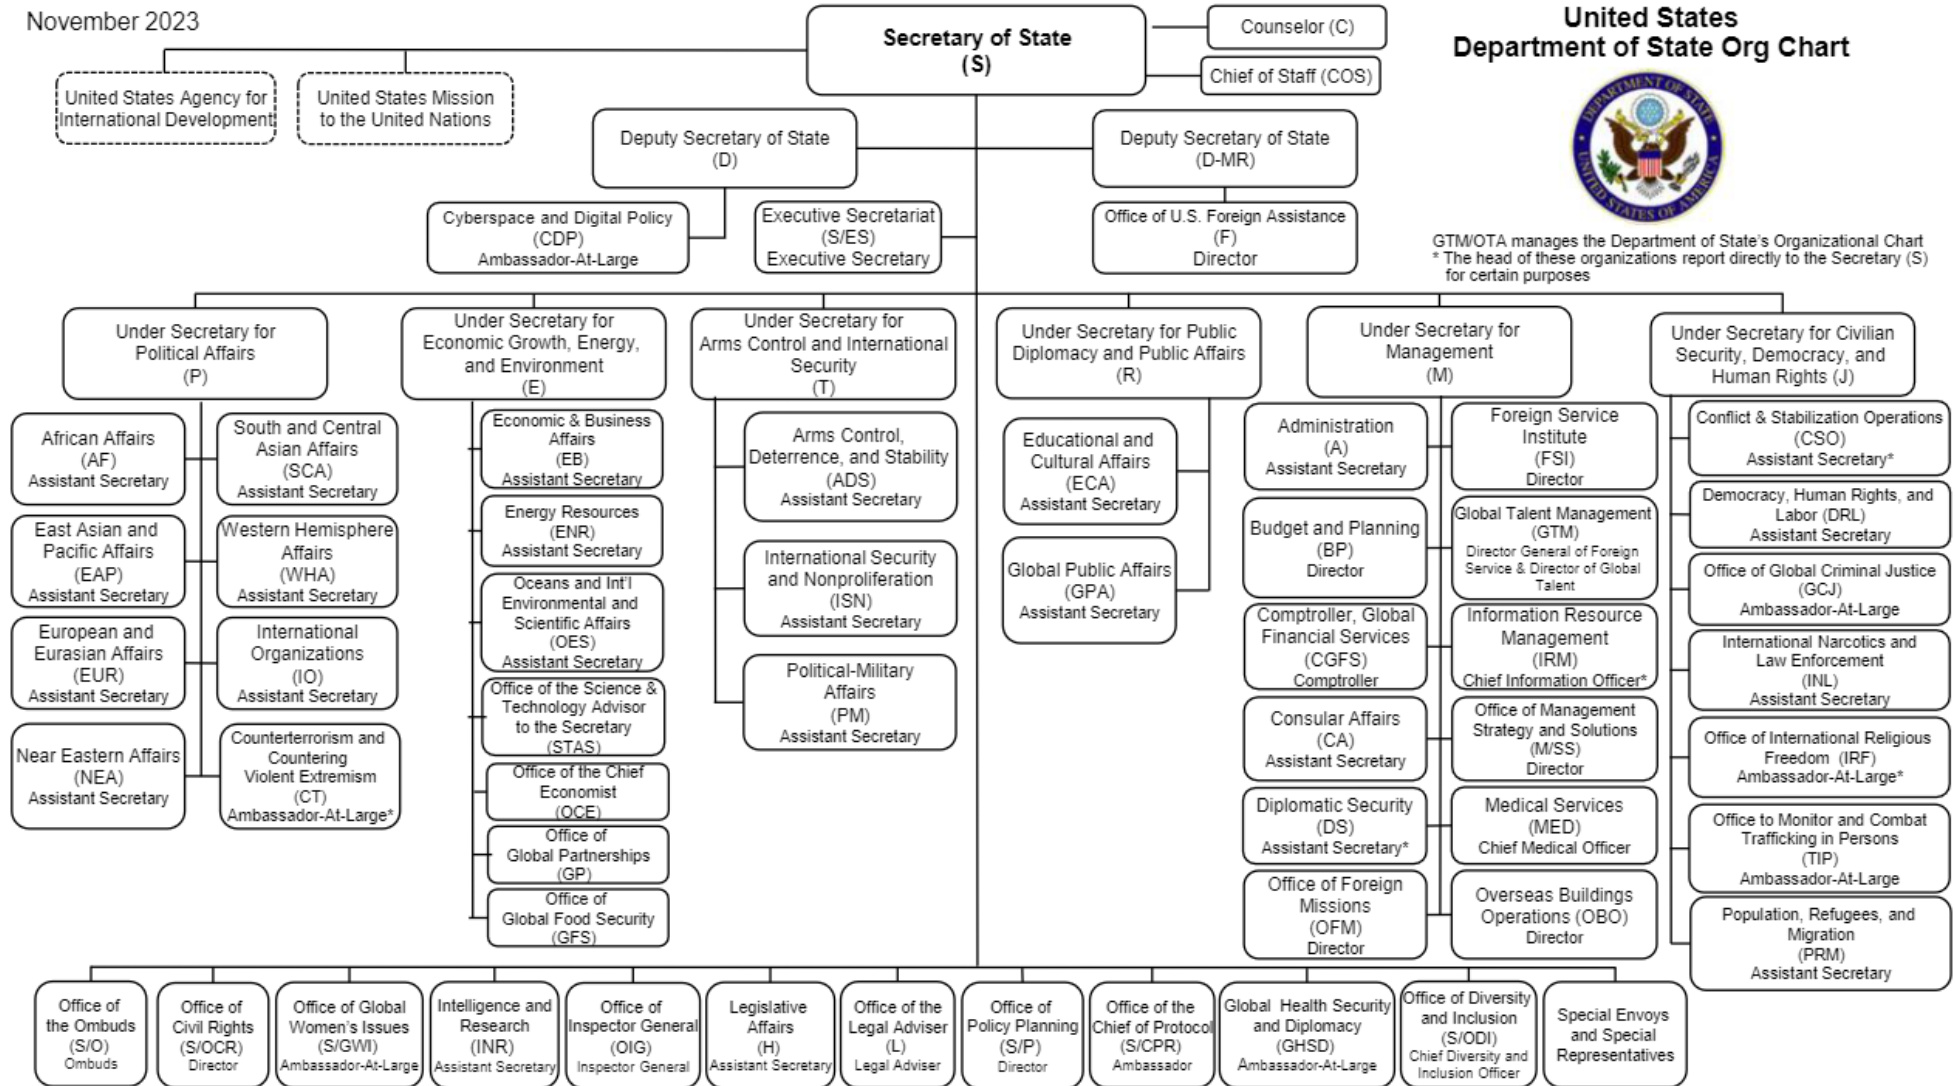 November 2023
United States
Department of State Org Chart
DEPARTMENT OF STATE
UNITED STATES OF AMERICA
GTM/OTA manages the Department of State's Organizational Chart
* The head of these organizations report directly to the Secretary (S)
for certain purposes
Secretary of State
(S)
Counselor (C)
Chief of Staff (COS)
United States Agency for
International Development
United States Mission
to the United Nations
Deputy Secretary of State
(D)
Deputy Secretary of State
(D-MR)
Cyberspace and Digital Policy
(CDP)
Ambassador-At-Large
Executive Secretariat
(S/ES)
Executive Secretary
Office of U.S. Foreign Assistance
(F)
Director
Under Secretary for
Political Affairs
(P)
Under Secretary for
Economic Growth, Energy,
and Environment
(E)
Under Secretary for
Arms Control and International
Security
(T)
Under Secretary for Public
Diplomacy and Public Affairs
(R)
Under Secretary for
Management
(M)
Under Secretary for Civilian
Security, Democracy, and
Human Rights (J)
African Affairs
(AF)
Assistant Secretary
South and Central
Asian Affairs
(SCA)
Assistant Secretary
East Asian and
Pacific Affairs
(EAP)
Assistant Secretary
Western Hemisphere
Affairs
(WHA)
Assistant Secretary
European and
Eurasian Affairs
(EUR)
Assistant Secretary
International
Organizations
(IO)
Assistant Secretary
Near Eastern Affairs
(NEA)
Assistant Secretary
Counterterrorism and
Countering
Violent Extremism
(CT)
Ambassador-At-Large*
Economic & Business
Affairs
(EB)
Assistant Secretary
Energy Resources
(ENR)
Assistant Secretary
Oceans and Int'l
Environmental and
Scientific Affairs
(OES)
Assistant Secretary
Office of the Science &
Technology Advisor
to the Secretary
(STAS)
Office of the Chief
Economist
(OCE)
Office of
Global Partnerships
(GP)
Office of
Global Food Security
(GFS)
Arms Control,
Deterrence, and Stability
(ADS)
Assistant Secretary
International Security
and Nonproliferation
(ISN)
Assistant Secretary
Political-Military
Affairs
(PM)
Assistant Secretary
Educational and
Cultural Affairs
(ECA)
Assistant Secretary
Global Public Affairs
(GPA)
Assistant Secretary
Administration
(A)
Assistant Secretary
Foreign Service
Institute
(FSI)
Director
Budget and Planning
(BP)
Director
Global Talent Management
(GTM)
Director General of Foreign
Service & Director of Global
Talent
Comptroller, Global
Financial Services
(CGFS)
Comptroller
Information Resource
Management
(IRM)
Chief Information Officer*
Consular Affairs
(CA)
Assistant Secretary
Office of Management
Strategy and Solutions
(M/SS)
Director
Diplomatic Security
(DS)
Assistant Secretary*
Medical Services
(MED)
Chief Medical Officer
Office of Foreign
Missions
(OFM)
Director
Overseas Buildings
Operations (OBO)
Director
Conflict & Stabilization Operations
(CSO)
Assistant Secretary*
Democracy, Human Rights, and
Labor (DRL)
Assistant Secretary
Office of Global Criminal Justice
(GCJ)
Ambassador-At-Large
International Narcotics and
Law Enforcement
(INL)
Assistant Secretary
Office of International Religious
Freedom (IRF)
Ambassador-At-Large*
Office to Monitor and Combat
Trafficking in Persons
(TIP)
Ambassador-At-Large
Population, Refugees, and
Migration
(PRM)
Assistant Secretary
Office of
the Ombuds
(S/O)
Ombuds
Office of
Civil Rights
(S/OCR)
Director
Office of Global
Women's Issues
(S/GWI)
Ambassador-At-Large
Intelligence and
Research
(INR)
Assistant Secretary
Office of
Inspector General
(OIG)
Inspector General
Legislative
Affairs
(H)
Assistant Secretary
Office of the
Legal Adviser
(L)
Legal Adviser
Office of
Policy Planning
(S/P)
Director
Office of the
Chief of Protocol
(S/CPR)
Ambassador
Global Health Security
and Diplomacy
(GHSD)
Ambassador-At-Large
Office of Diversity
and Inclusion
(S/ODI)
Chief Diversity and
Inclusion Officer
Special Envoys
and Special
Representatives